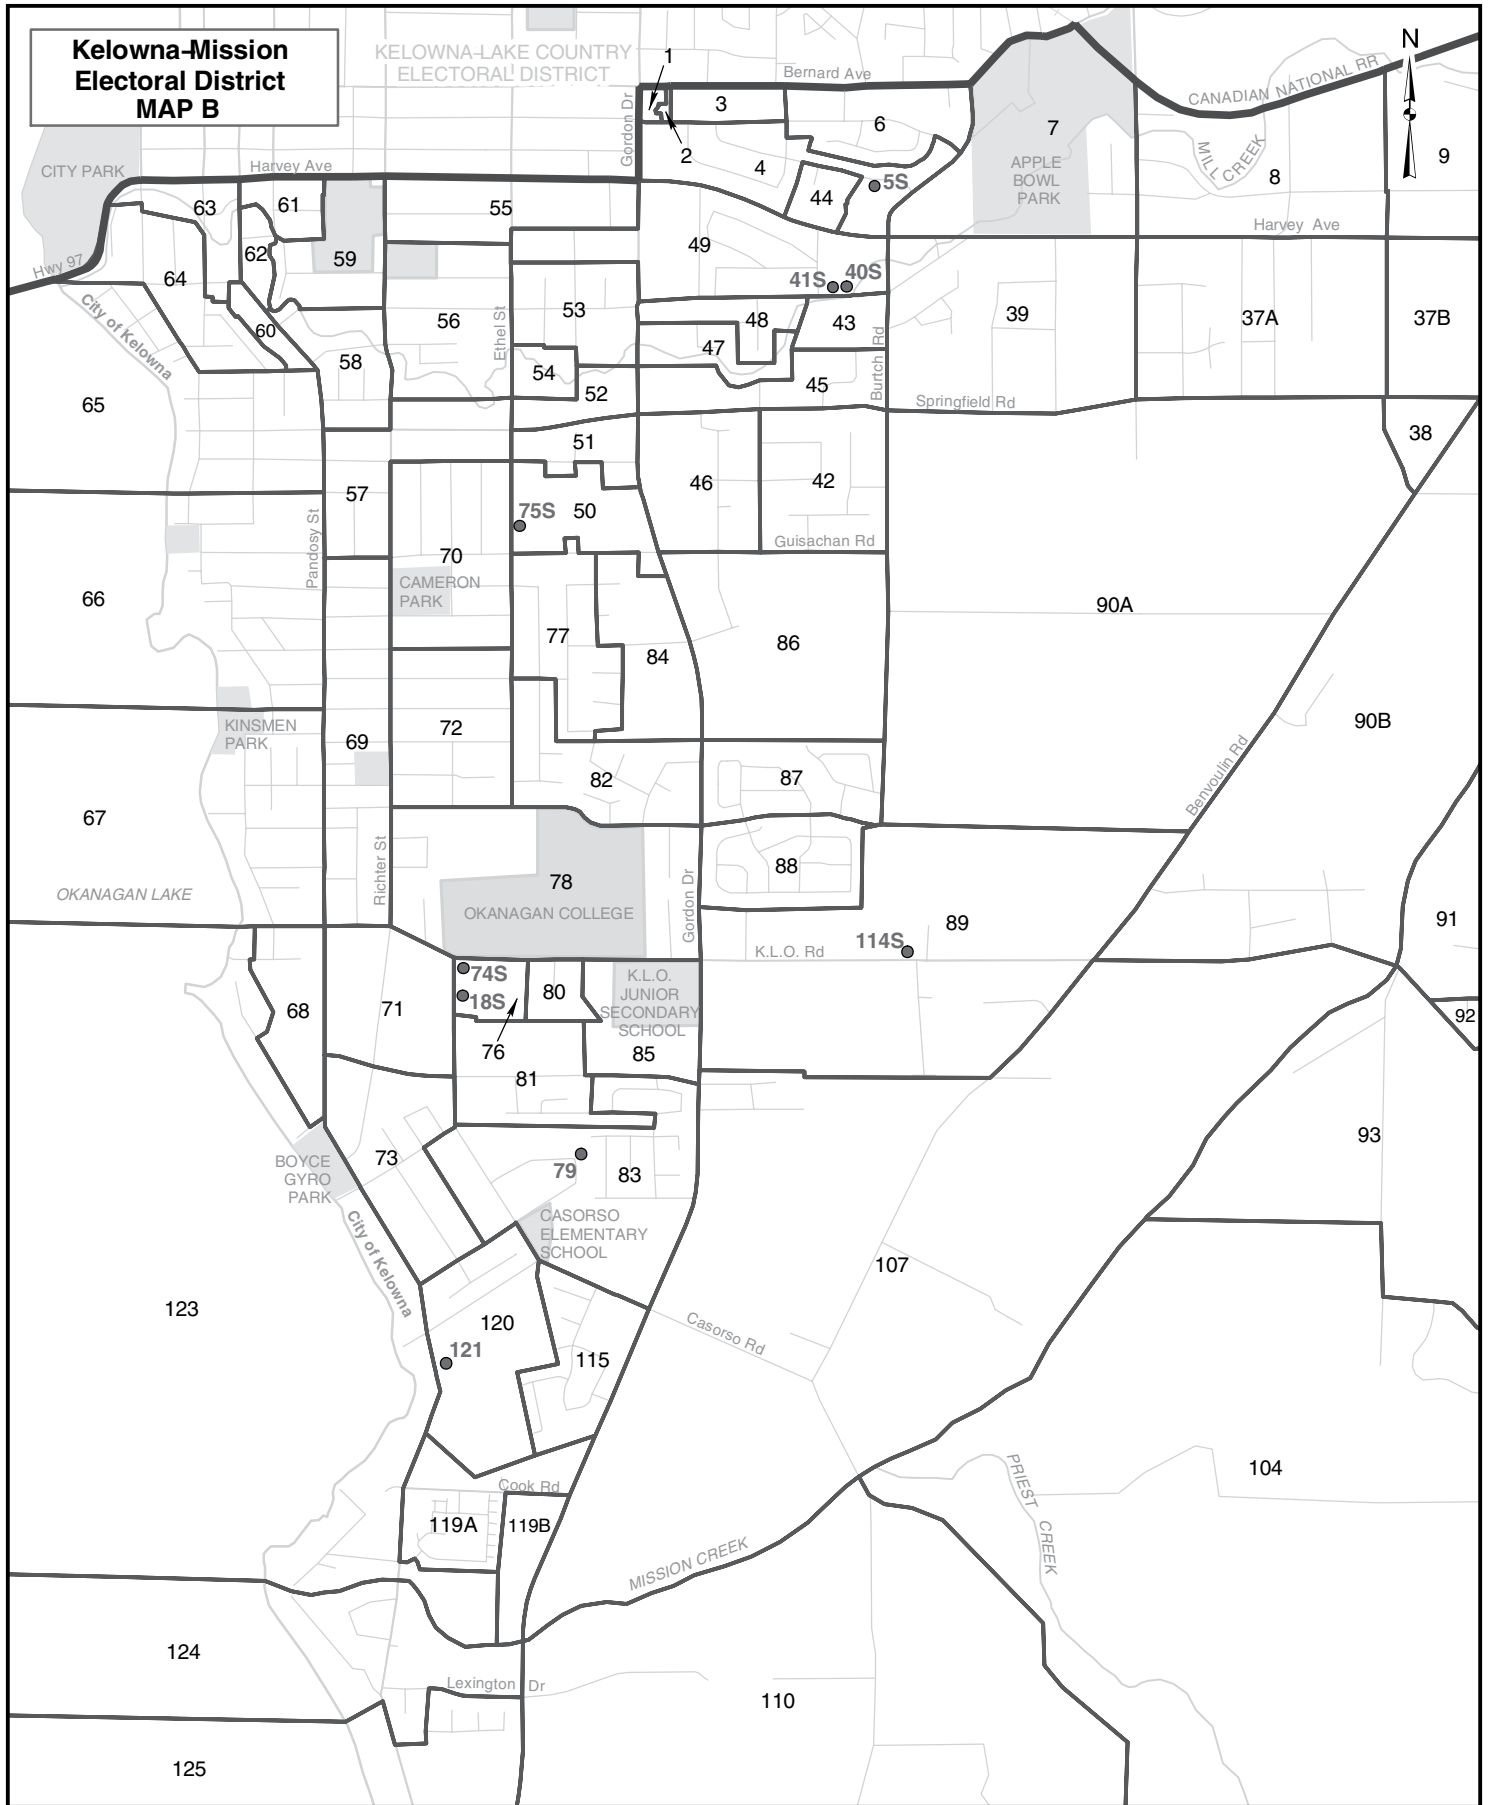 Kelowna-Mission
Electoral District
MAP B
KELOWNA-LAKE COUNTRY
ELECTORAL DISTRICT
N
1
Bernard Ave
CANADIAN NATIONAL RR
3
6
7
Gordon Dr
2
4
MILL CREEK
8
9
CITY PARK
Harvey Ave
APPLE
BOWL
PARK
5S
44
63
61
55
Harvey Ave
62
59
49
Hwy 97
64
41S
40S
City of Kelowna
60
56
Ethel St
53
48
43
39
37A
37B
47
Burtch Rd
58
54
45
52
65
Springfield Rd
38
51
46
42
57
75S
50
Guisachan Rd
Pandosy St
70
CAMERON
PARK
66
90A
77
84
86
KINSMEN
PARK
69
72
90B
82
87
Benvoulin Rd
67
Richter St
88
78
OKANAGAN LAKE
OKANAGAN COLLEGE
Gordon Dr
89
91
114S
K.L.O. Rd
74S
18S
80
K.L.O.
JUNIOR
SECONDARY
SCHOOL
68
71
92
76
85
81
93
73
79
83
BOYCE
GYRO
PARK
CASORSO
ELEMENTARY
SCHOOL
City of Kelowna
107
123
120
Casorso Rd
121
115
104
PRIEST CREEK
Cook Rd
119A
119B
MISSION CREEK
124
Lexington Dr
110
125